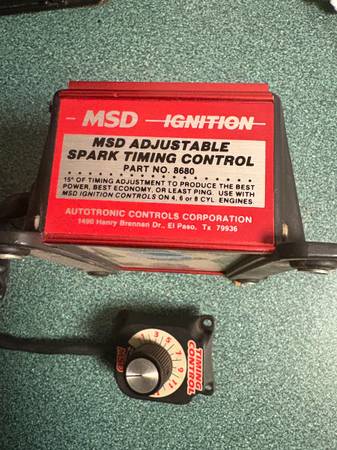 MSD IGNITION
MSD ADJUSTABLE
SPARK TIMING CONTROL
PART NO. 8680
15° OF TIMING ADJUSTMENT TO PRODUCE THE BEST
POWER, BEST ECONOMY, OR LEAST PING. USE WITH
MSD IGNITION CONTROLS ON 4, 6 or 8 CYL ENGINES.
AUTOTRONIC CONTROLS CORPORATION
1490 Henry Brennan Dr., El Paso, Tx 79936
TIMING
CONTROL
MSD